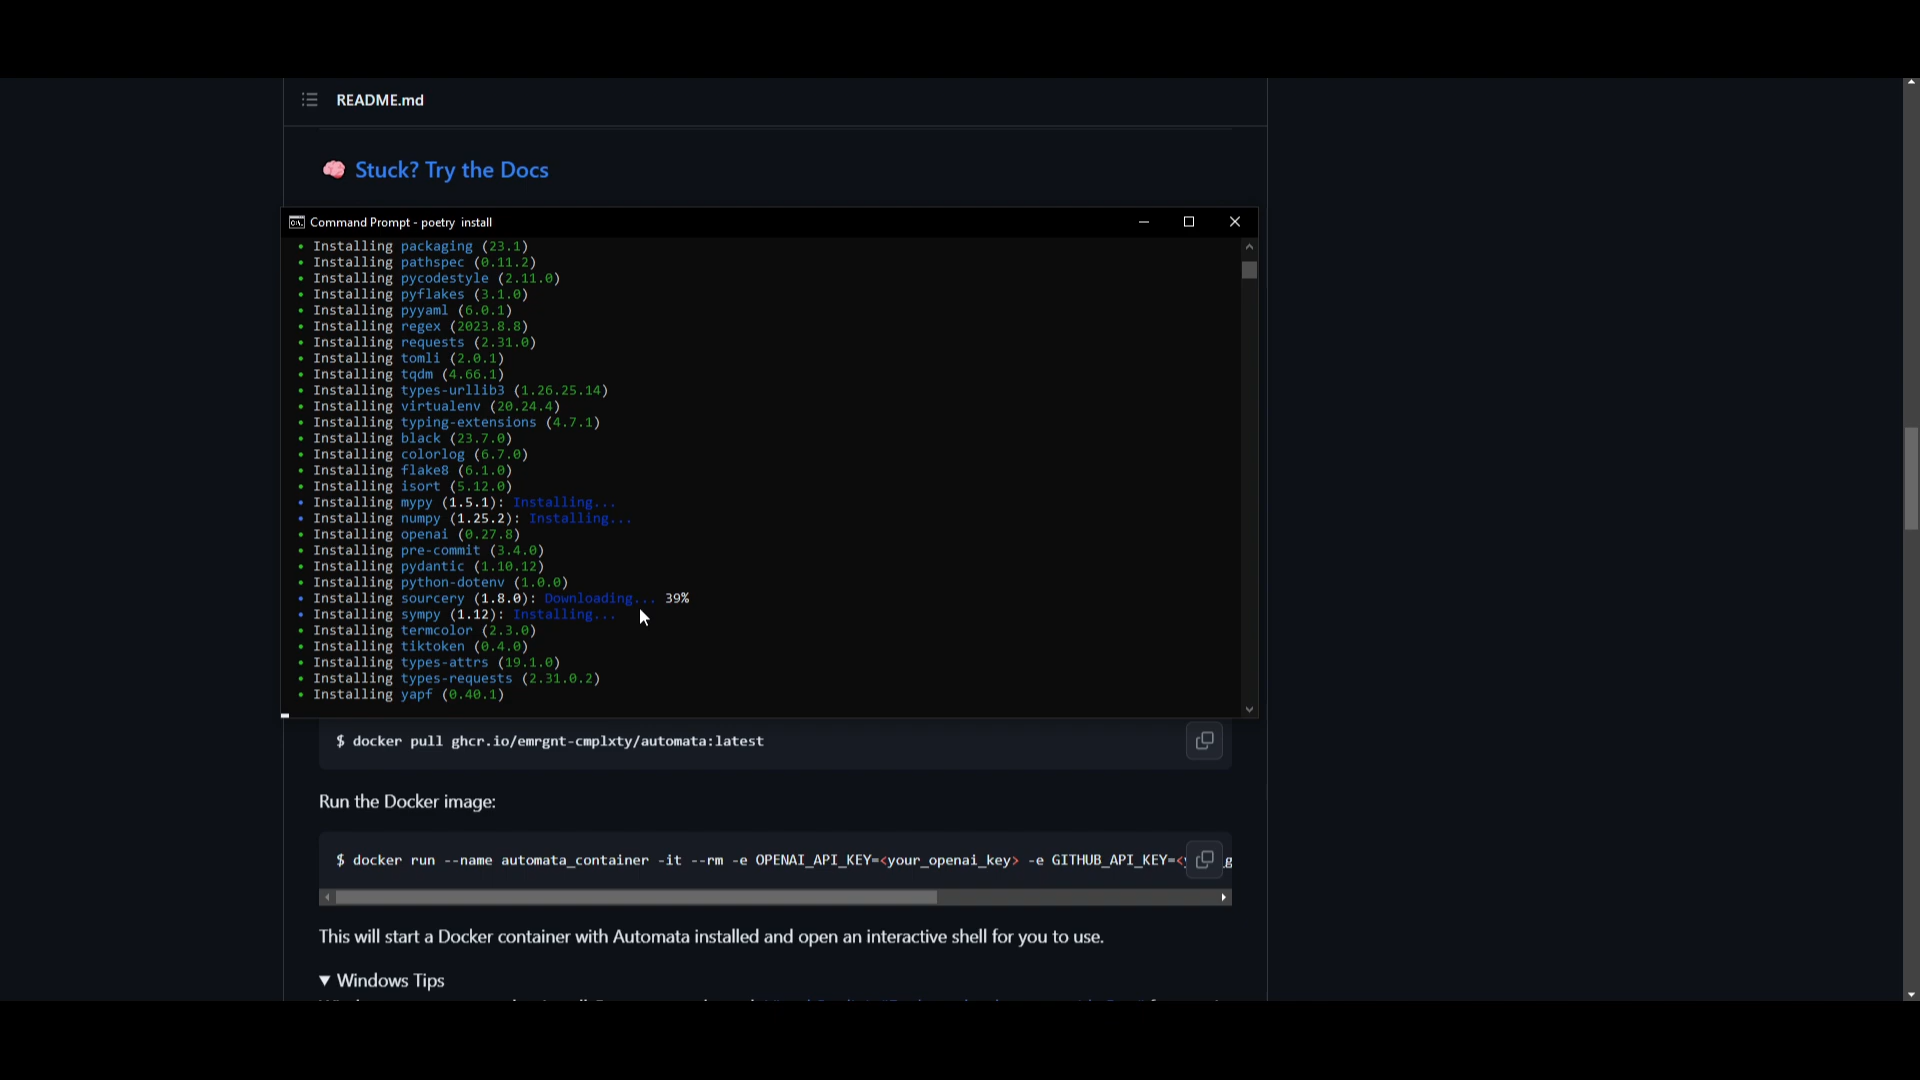 README.md
🧠 Stuck? Try the Docs
Command Prompt - poetry install
• Installing packaging (23.1)
• Installing pathspec (0.11.2)
• Installing pycodestyle (2.11.0)
• Installing pyflakes (3.1.0)
• Installing pyyaml (6.0.1)
• Installing regex (2023.8.8)
• Installing requests (2.31.0)
• Installing tomli (2.0.1)
• Installing tqdm (4.66.1)
• Installing types-urllib3 (1.26.25.14)
• Installing virtualenv (20.24.4)
• Installing typing-extensions (4.7.1)
• Installing black (23.7.0)
• Installing colorlog (6.7.0)
• Installing flake8 (6.1.0)
• Installing isort (5.12.0)
• Installing mypy (1.5.1): Installing...
• Installing numpy (1.25.2): Installing...
• Installing openai (0.27.8)
• Installing pre-commit (3.4.0)
• Installing pydantic (1.10.12)
• Installing python-dotenv (1.0.0)
• Installing sourcery (1.8.0): Downloading... 39%
• Installing sympy (1.12): Installing...
• Installing termcolor (2.3.0)
• Installing tiktoken (0.4.0)
• Installing types-attrs (19.1.0)
• Installing types-requests (2.31.0.2)
• Installing yapf (0.40.1)
$ docker pull ghcr.io/emrgnt-cmplxty/automata:latest
Run the Docker image:
$ docker run --name automata_container -it --rm -e OPENAI_API_KEY=<your_openai_key> -e GITHUB_API_KEY=<
This will start a Docker container with Automata installed and open an interactive shell for you to use.
▼ Windows Tips